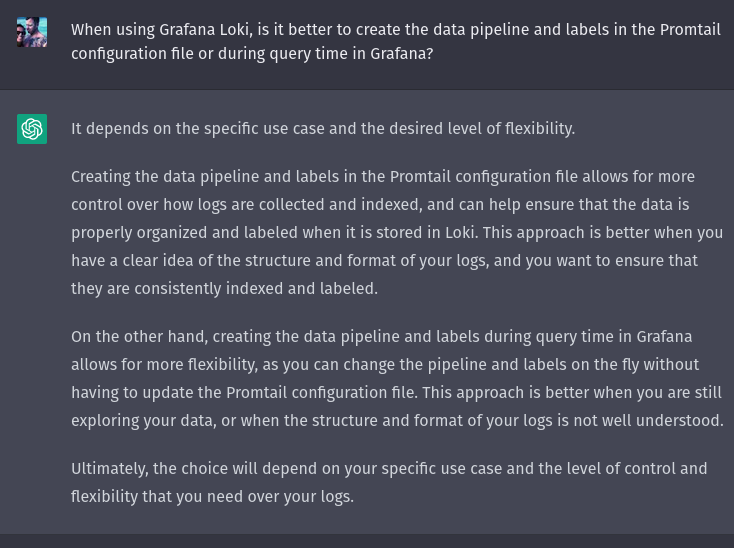 When using Grafana Loki, is it better to create the data pipeline and labels in the Promtail
configuration file or during query time in Grafana?
It depends on the specific use case and the desired level of flexibility.
Creating the data pipeline and labels in the Promtail configuration file allows for more
control over how logs are collected and indexed, and can help ensure that the data is
properly organized and labeled when it is stored in Loki. This approach is better when you
have a clear idea of the structure and format of your logs, and you want to ensure that
they are consistently indexed and labeled.
On the other hand, creating the data pipeline and labels during query time in Grafana
allows for more flexibility, as you can change the pipeline and labels on the fly without
having to update the Promtail configuration file. This approach is better when you are still
exploring your data, or when the structure and format of your logs is not well understood.
Ultimately, the choice will depend on your specific use case and the level of control and
flexibility that you need over your logs.